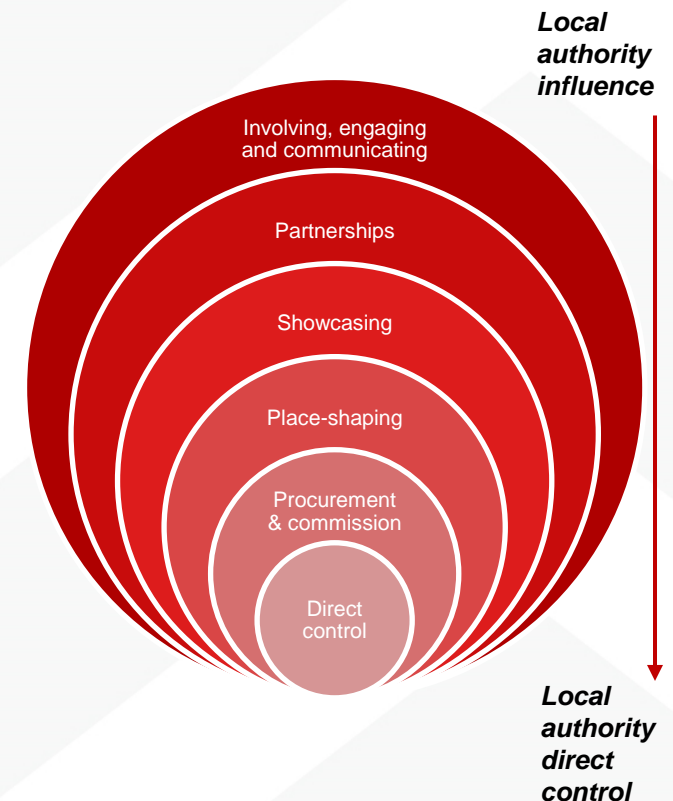 Local
authority
influence
Involving, engaging
and communicating
Partnerships
Showcasing
Place-shaping
Procurement
& commission
Direct
control
Local
authority
direct
control